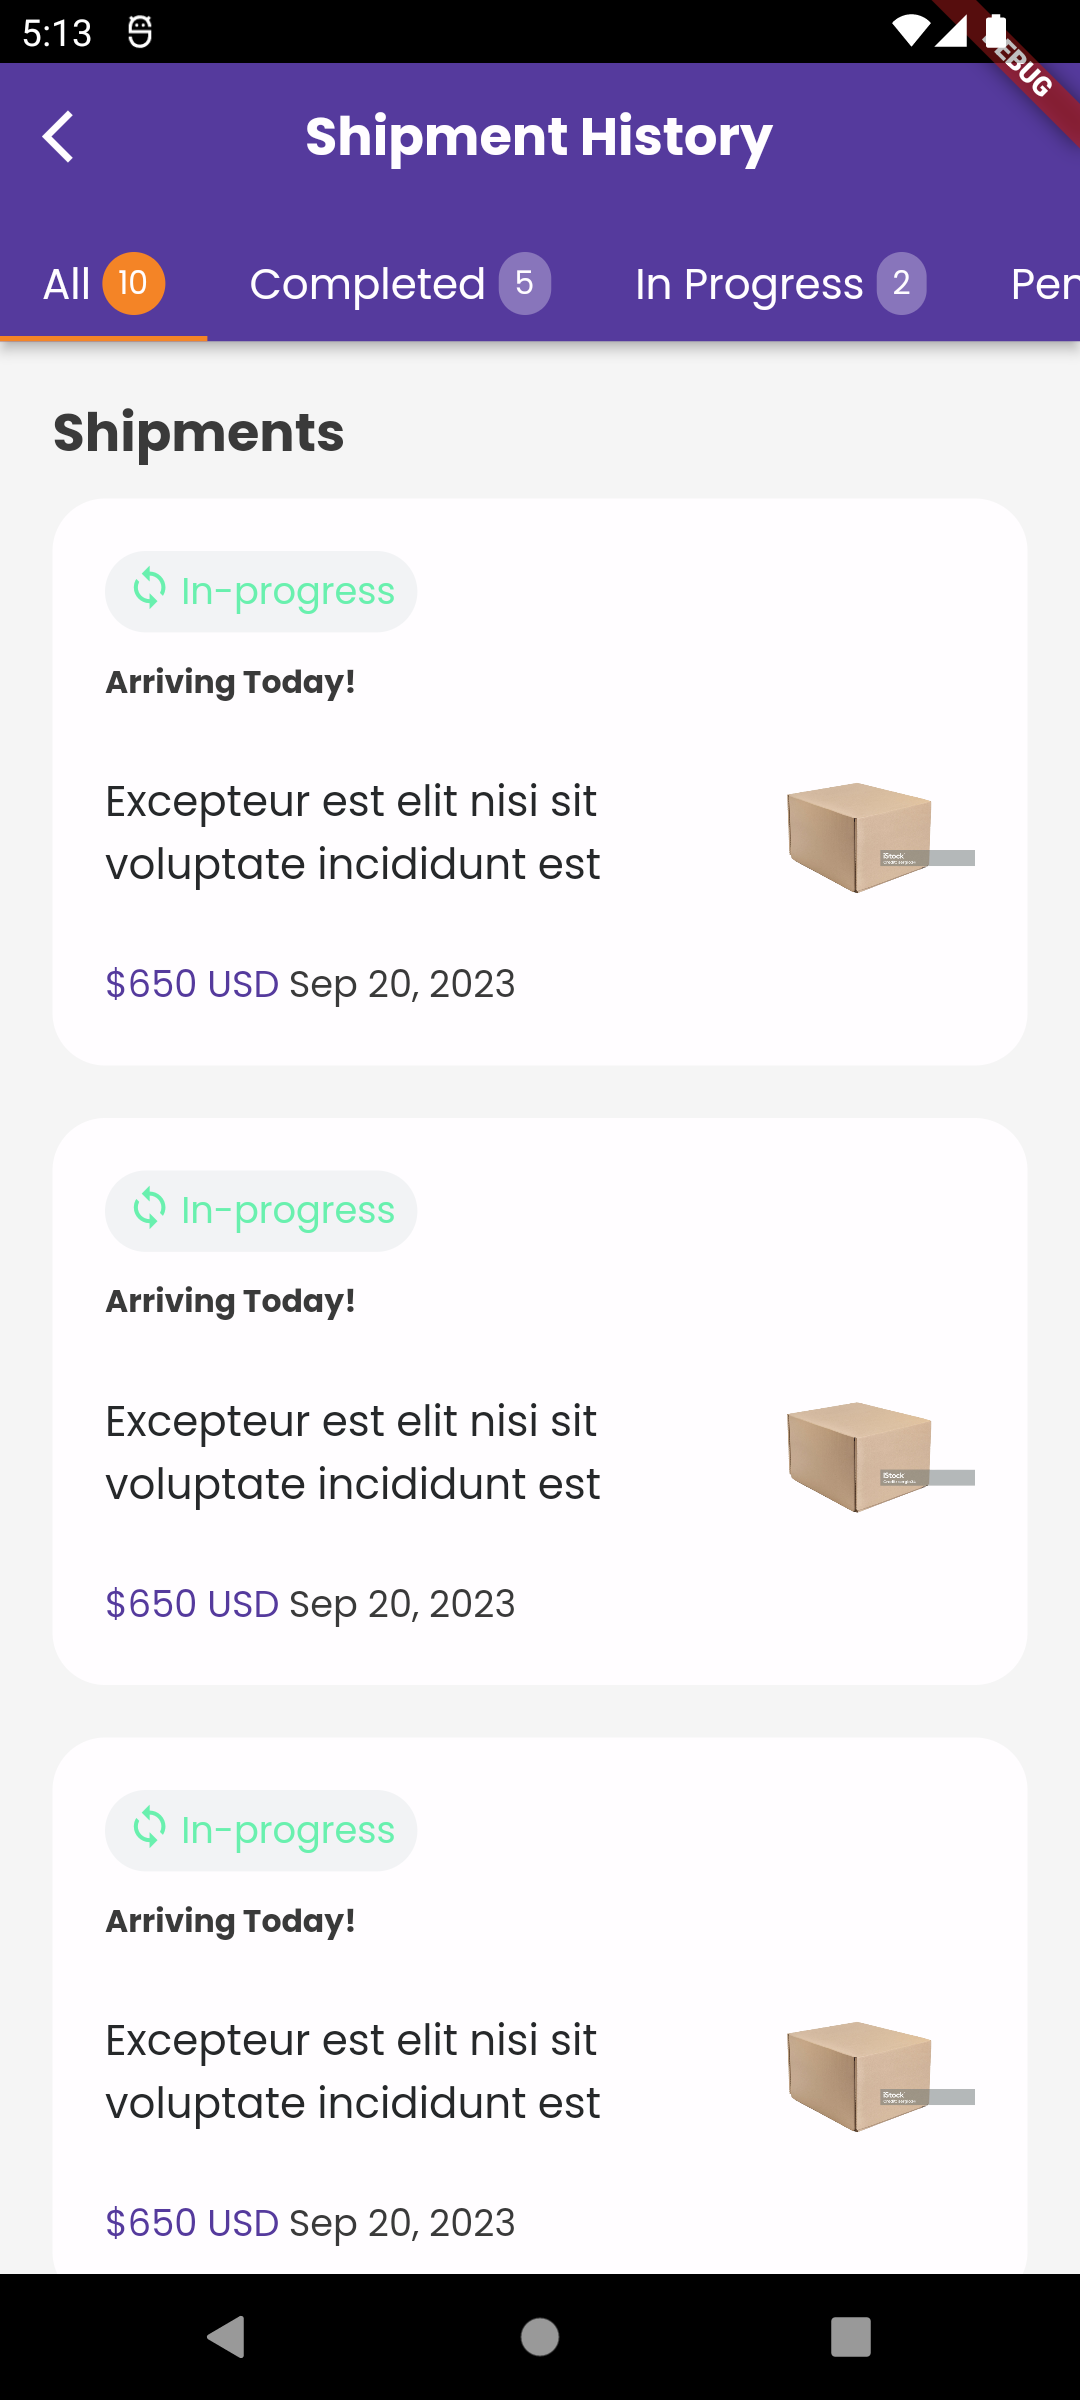 5:13
DEBUG
Shipment History
All 10 Completed 5 In Progress 2 Pen
Shipments
In-progress
Arriving Today!
Excepteur est elit nisi sit
voluptate incididunt est
iStock
$650 USD Sep 20, 2023
In-progress
Arriving Today!
Excepteur est elit nisi sit
voluptate incididunt est
iStock
$650 USD Sep 20, 2023
In-progress
Arriving Today!
Excepteur est elit nisi sit
voluptate incididunt est
iStock
$650 USD Sep 20, 2023